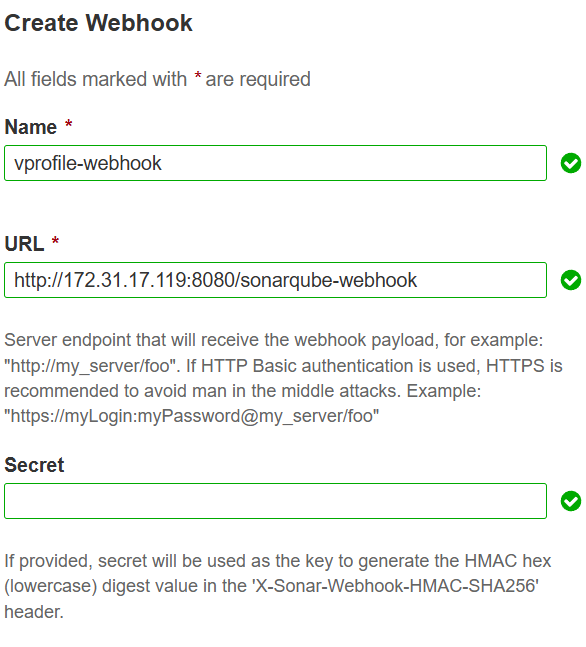 Create Webhook
All fields marked with * are required
Name *
vprofile-webhook
URL *
http://172.31.17.119:8080/sonarqube-webhook
Server endpoint that will receive the webhook payload, for example:
"http://my_server/foo". If HTTP Basic authentication is used, HTTPS is
recommended to avoid man in the middle attacks. Example:
"https://myLogin:myPassword@my_server/foo"
Secret
If provided, secret will be used as the key to generate the HMAC hex
(lowercase) digest value in the 'X-Sonar-Webhook-HMAC-SHA256'
header.